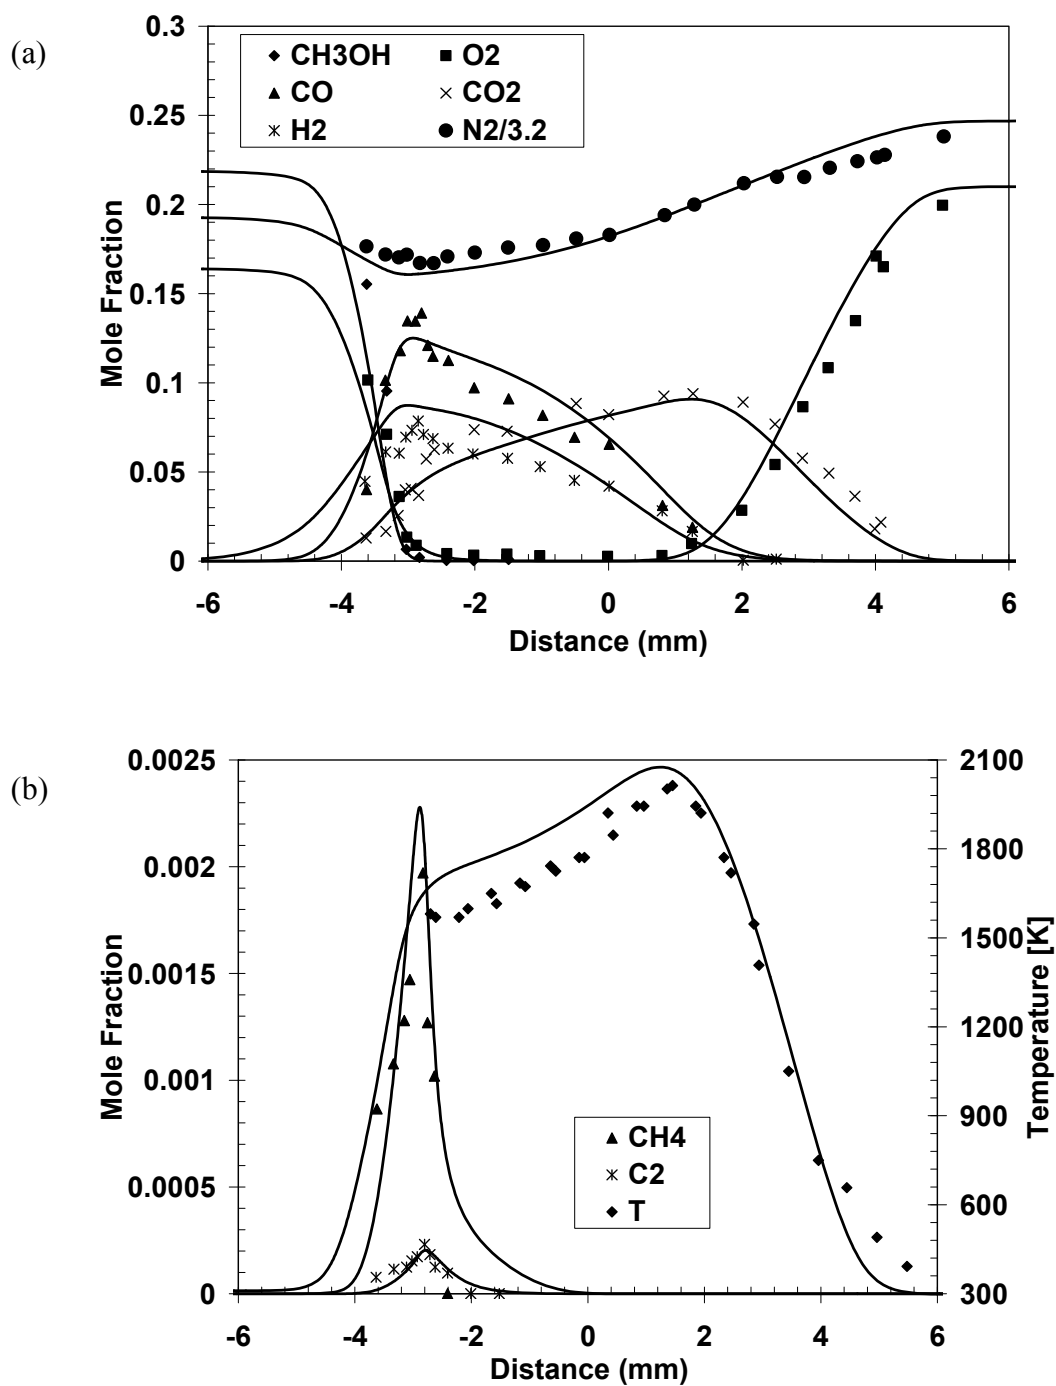 (a)
0.3
0.25
0.2
0.15
0.1
0.05
0
Mole Fraction
CH3OH O2
CO CO2
H2 N2/3.2
-6 -4 -2 0 2 4 6
Distance (mm)
(b)
0.0025
0.002
0.0015
0.001
0.0005
0
Mole Fraction
2100
1800
1500
1200
900
600
300
Temperature [K]
CH4
C2
T
-6 -4 -2 0 2 4 6
Distance (mm)